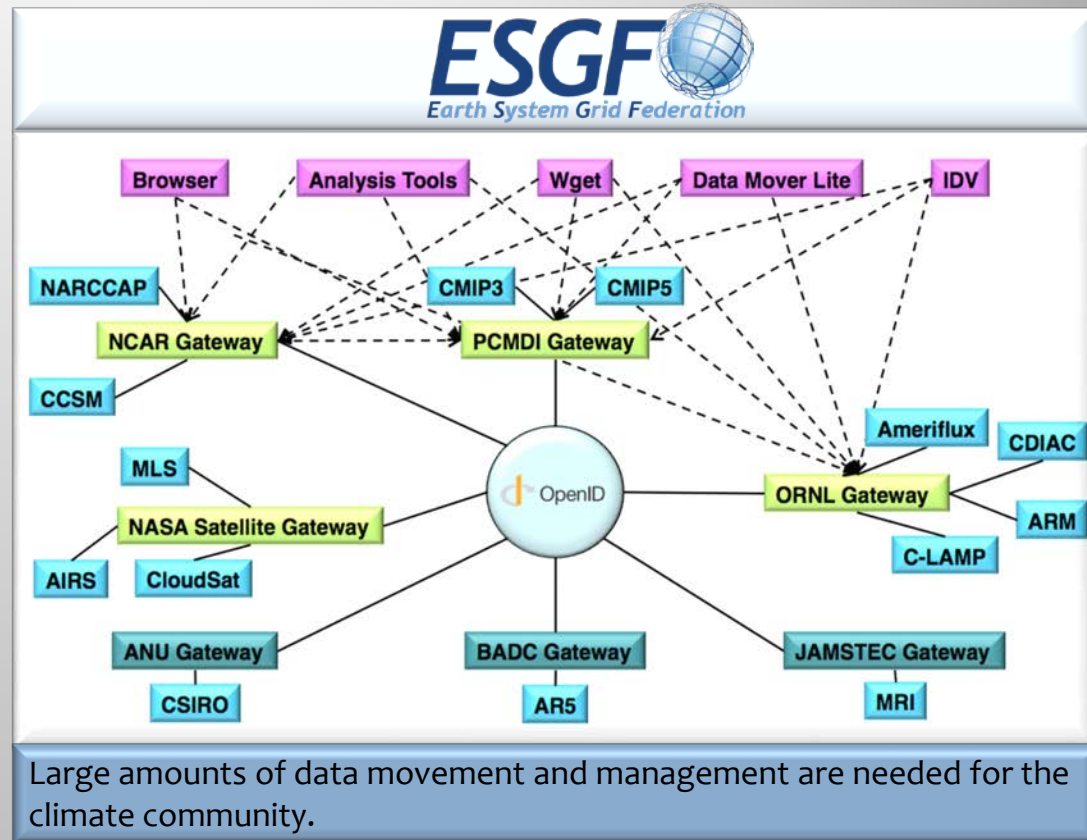 ESGF
Earth System Grid Federation
Browser
Analysis Tools
Wget
Data Mover Lite
IDV
NARCCAP
CMIP3
CMIP5
NCAR Gateway
PCMDI Gateway
CCSM
Ameriflux
CDIAC
MLS
OpenID
ORNL Gateway
NASA Satellite Gateway
ARM
C-LAMP
AIRS
CloudSat
ANU Gateway
BADC Gateway
JAMSTEC Gateway
CSIRO
AR5
MRI
Large amounts of data movement and management are needed for the
climate community.